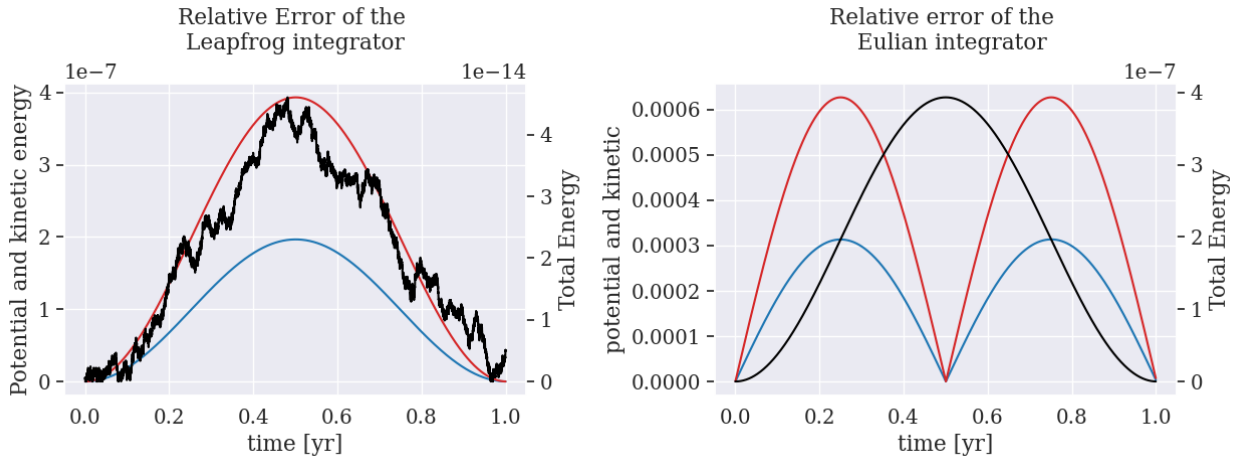 Relative Error of the
Leapfrog integrator
1e−7
1e−14
Potential and kinetic energy
4
3
2
1
0
Total Energy
4
3
2
1
0
0.0 0.2 0.4 0.6 0.8 1.0
time [yr]
Relative error of the
Eulian integrator
1e−7
potential and kinetic
0.0006
0.0005
0.0004
0.0003
0.0002
0.0001
0.0000
Total Energy
4
3
2
1
0
0.0 0.2 0.4 0.6 0.8 1.0
time [yr]